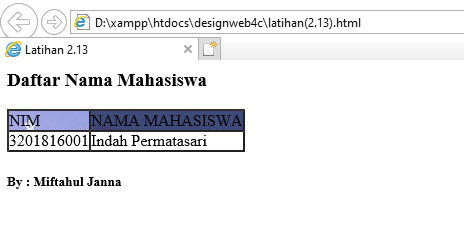 D:\xampp\htdocs\designweb4c\latihan(2.13).html
Latihan 2.13
Daftar Nama Mahasiswa
NIM NAMA MAHASISWA
3201816001 Indah Permatasari
By : Miftahul Janna